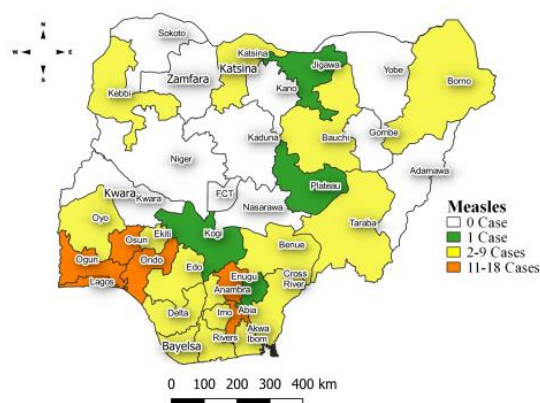 N
W E
S
Sokoto
Katsina
Katsina
Jigawa
Zamfara
Yobe
Borno
Kebbi
Kano
Kaduna
Bauchi
Gombe
Niger
Adamawa
Plateau
Kwara
Kwara
FCT
Nasarawa
Taraba
Oyo
Ekiti
Kogi
Osun
Benue
Ogun
Ondo
Edo
Enugu
Cross
River
Lagos
Anambra
Delta
Imo
Abia
Akwa
Ibom
Bayelsa
Rivers
Measles
0 Case
1 Case
2-9 Cases
11-18 Cases
0 100 200 300 400 km